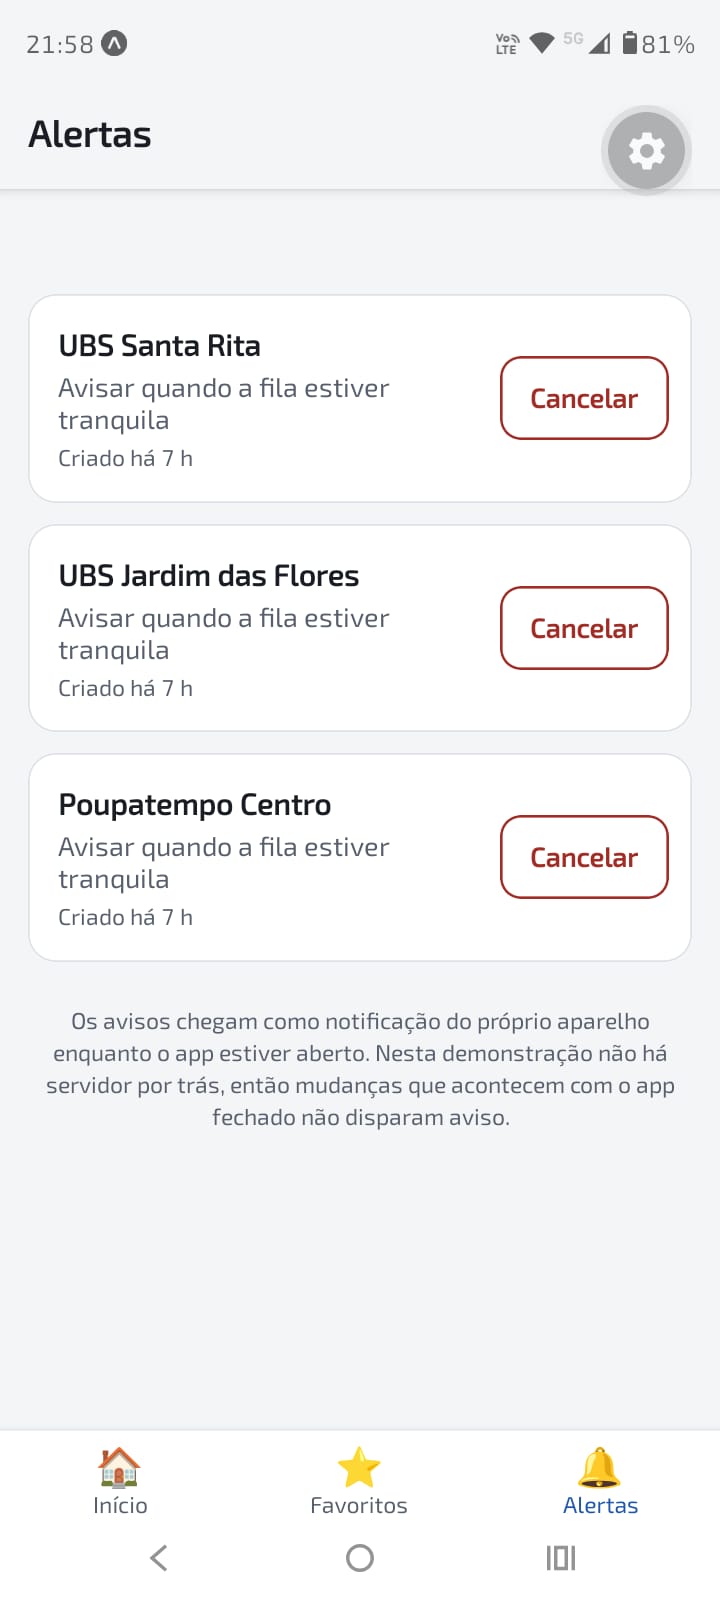 21:58
Vo LTE 5G 81%
Alertas
UBS Santa Rita
Avisar quando a fila estiver
tranquila
Criado há 7 h
Cancelar
UBS Jardim das Flores
Avisar quando a fila estiver
tranquila
Criado há 7 h
Cancelar
Poupatempo Centro
Avisar quando a fila estiver
tranquila
Criado há 7 h
Cancelar
Os avisos chegam como notificação do próprio aparelho
enquanto o app estiver aberto. Nesta demonstração não há
servidor por trás, então mudanças que acontecem com o app
fechado não disparam aviso.
Início
Favoritos
Alertas